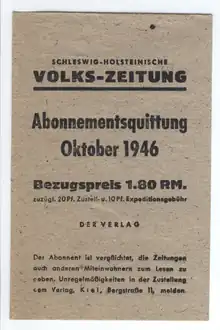 SCHLESWIG-HOLSTEINISCHE
VOLKS-ZEITUNG
Abonnementsquittung
Oktober 1946
Bezugspreis 1.80 RM.
zuzügl. 20 Pf. Zustell- u. 10 Pf. Expeditionsgebühr
DER VERLAG
Der Abonnent ist verpflichtet, die Zeitungen
auch anderen Miteinwohnern zum Lesen zu
geben. Unregelmäßigkeiten in der Zustellung
dem Verlag, Kiel, Bergstraße 11, melden.